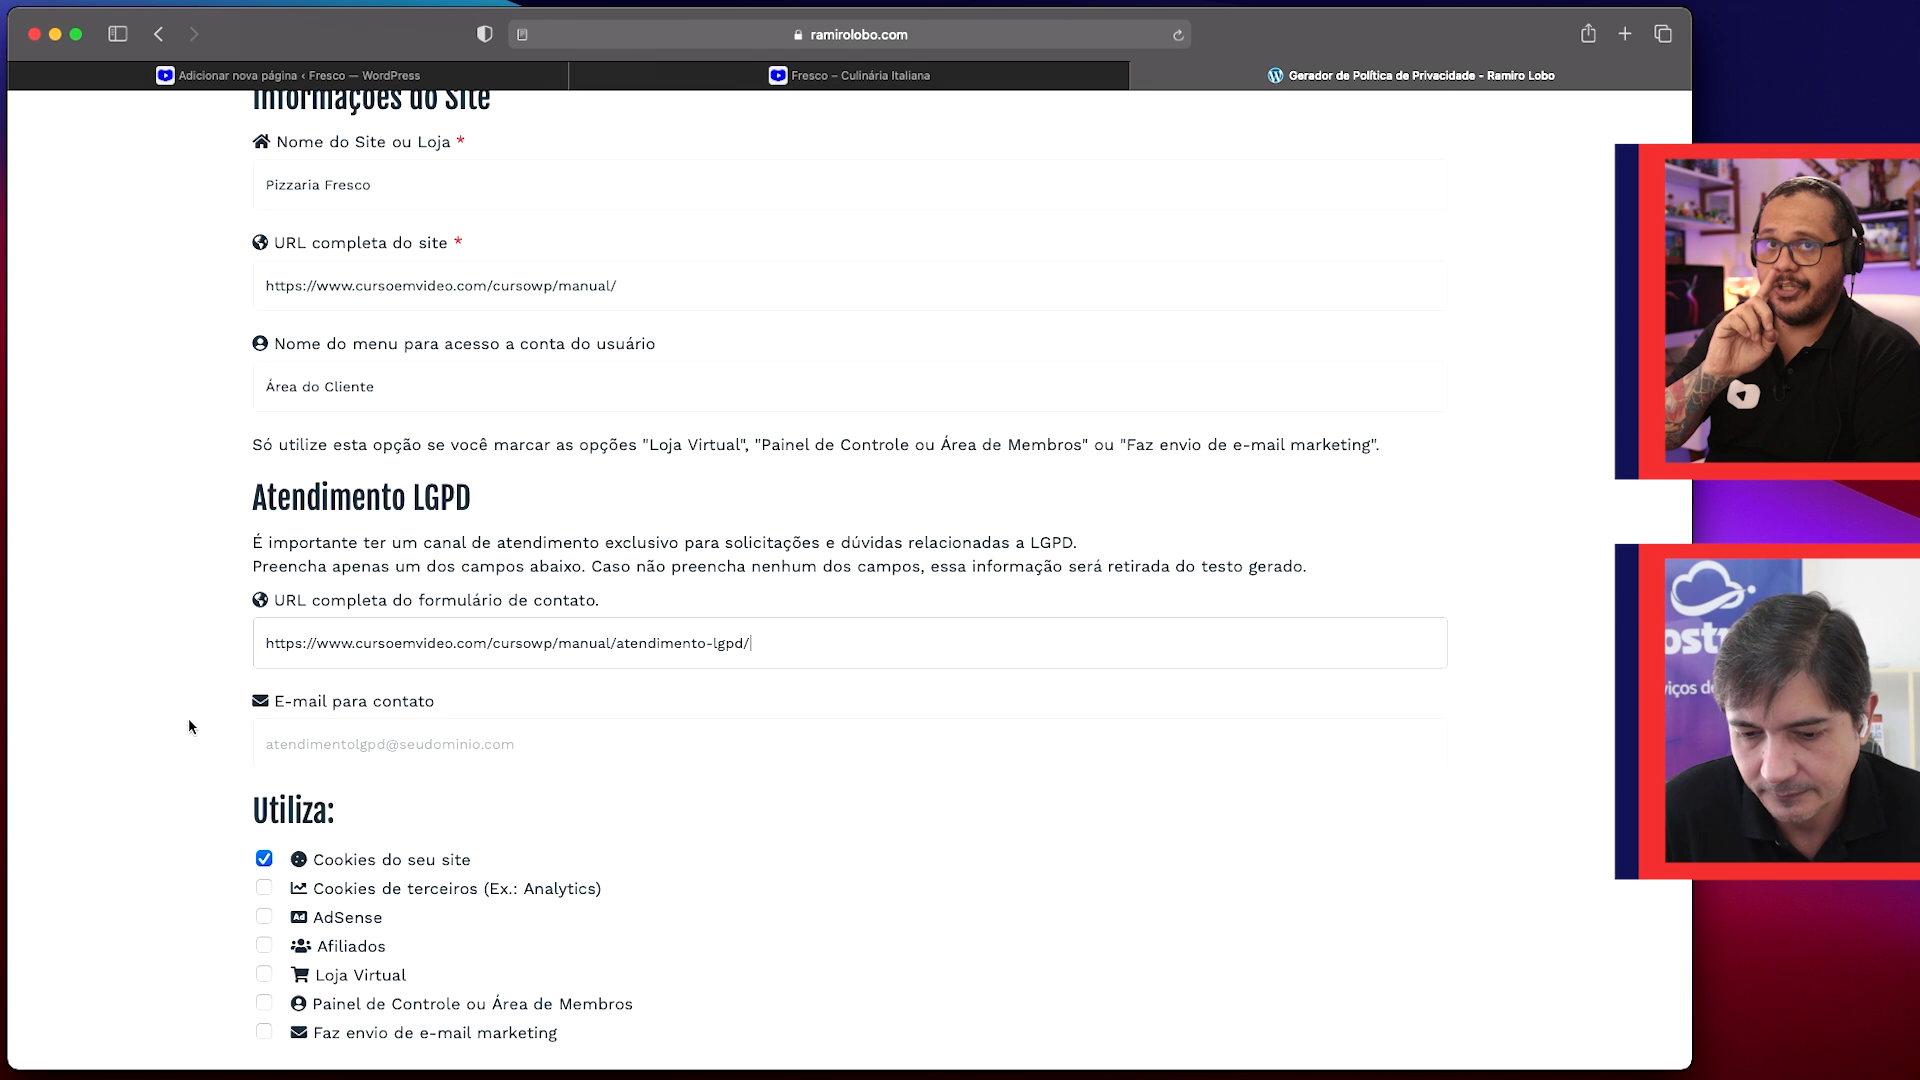 ramirolobo.com
Adicionar nova página ‹ Fresco — WordPress
Fresco – Culinária Italiana
Gerador de Política de Privacidade - Ramiro Lobo
Informações do Site
Nome do Site ou Loja *
Pizzaria Fresco
URL completa do site *
https://www.cursoemvideo.com/cursowp/manual/
Nome do menu para acesso a conta do usuário
Área do Cliente
Só utilize esta opção se você marcar as opções "Loja Virtual", "Painel de Controle ou Área de Membros" ou "Faz envio de e-mail marketing".
Atendimento LGPD
É importante ter um canal de atendimento exclusivo para solicitações e dúvidas relacionadas a LGPD.
Preencha apenas um dos campos abaixo. Caso não preencha nenhum dos campos, essa informação será retirada do testo gerado.
URL completa do formulário de contato.
https://www.cursoemvideo.com/cursowp/manual/atendimento-lgpd/
E-mail para contato
atendimentolgpd@seudominio.com
Utiliza:
Cookies do seu site
Cookies de terceiros (Ex.: Analytics)
Ad AdSense
Afiliados
Loja Virtual
Painel de Controle ou Área de Membros
Faz envio de e-mail marketing